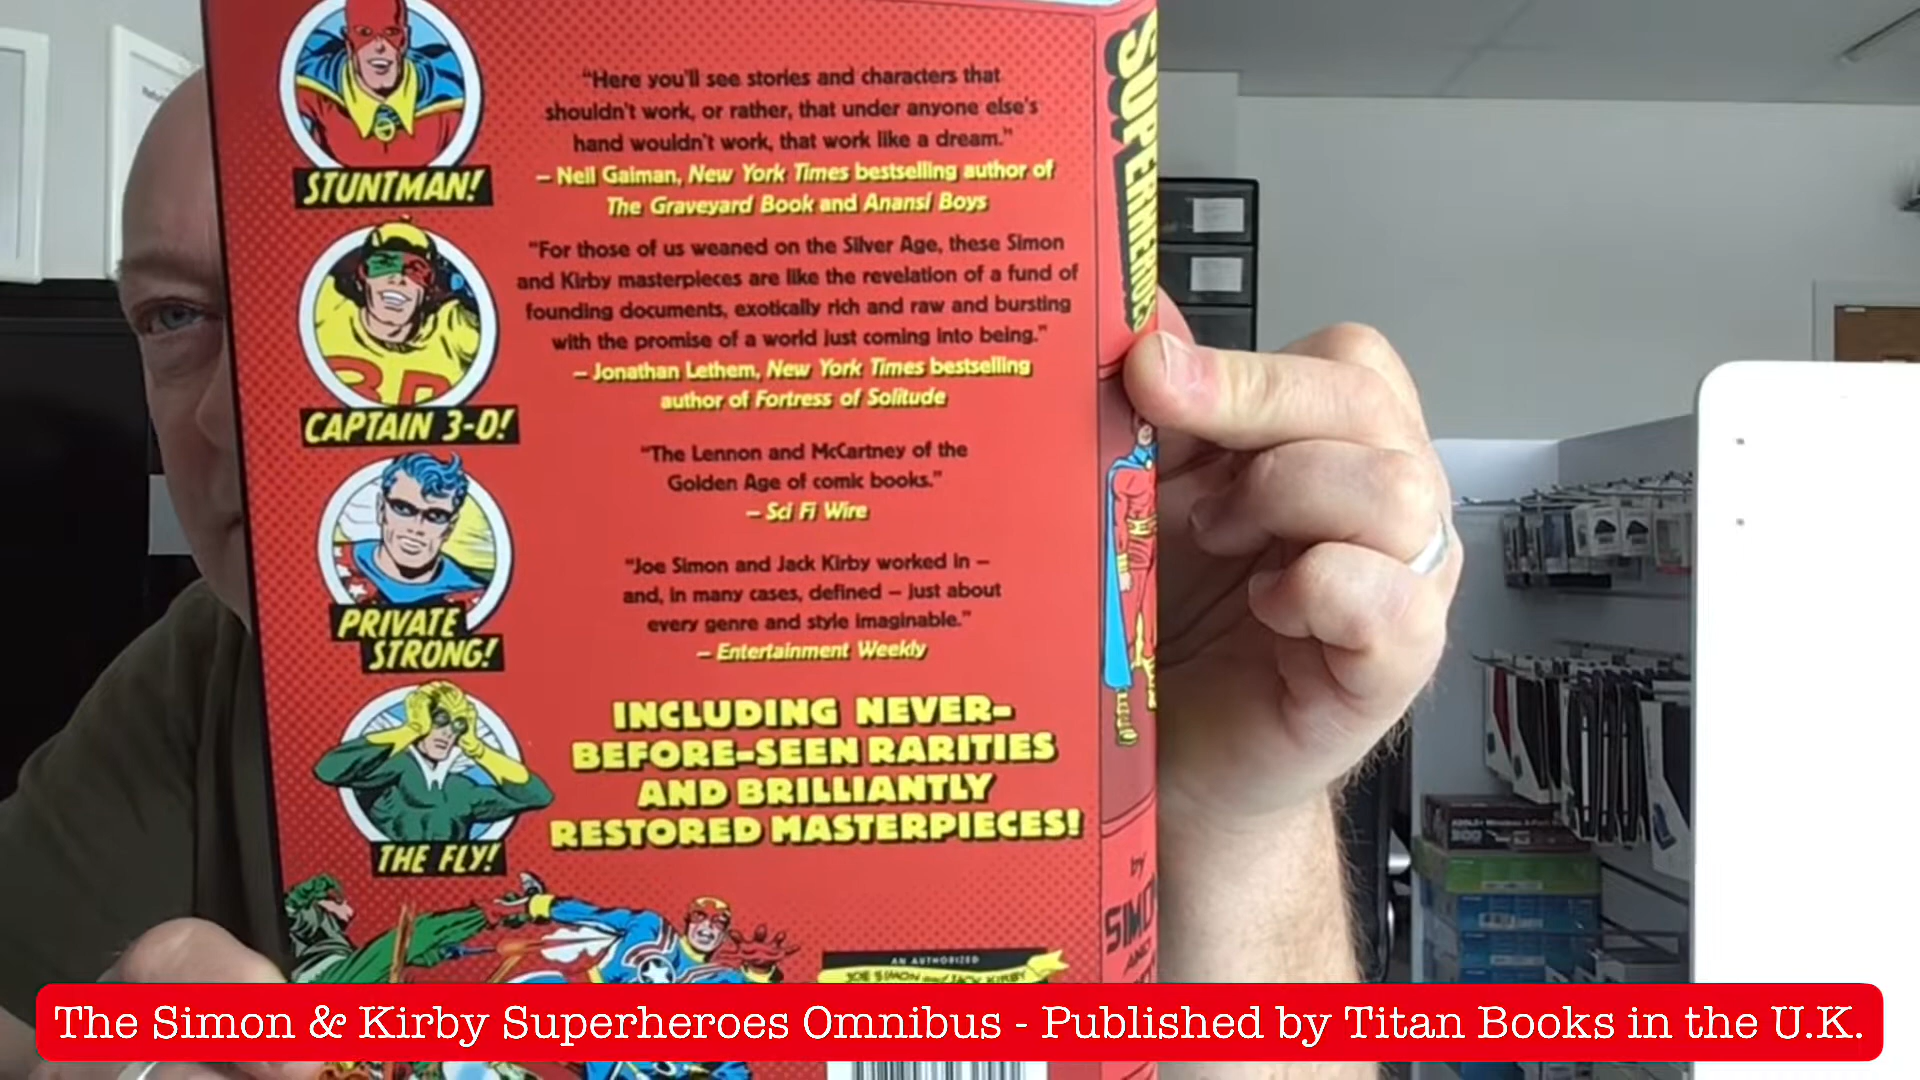 STUNTMAN!
CAPTAIN 3-D!
PRIVATE
STRONG!
THE FLY!
"Here you'll see stories and characters that
shouldn't work, or rather, that under anyone else's
hand wouldn't work, that work like a dream."
– Neil Gaiman, New York Times bestselling author of
The Graveyard Book and Anansi Boys
"For those of us weaned on the Silver Age, these Simon
and Kirby masterpieces are like the revelation of a fund of
founding documents, exotically rich and raw and bursting
with the promise of a world just coming into being."
– Jonathan Lethem, New York Times bestselling
author of Fortress of Solitude
"The Lennon and McCartney of the
Golden Age of comic books."
– Sci Fi Wire
"Joe Simon and Jack Kirby worked in –
and, in many cases, defined – just about
every genre and style imaginable."
– Entertainment Weekly
INCLUDING NEVER-
BEFORE-SEEN RARITIES
AND BRILLIANTLY
RESTORED MASTERPIECES!
AN AUTHORIZED
JOE SIMON and JACK KIRBY
SUPERHEROES
by
SIMON
AND
The Simon & Kirby Superheroes Omnibus - Published by Titan Books in the U.K.